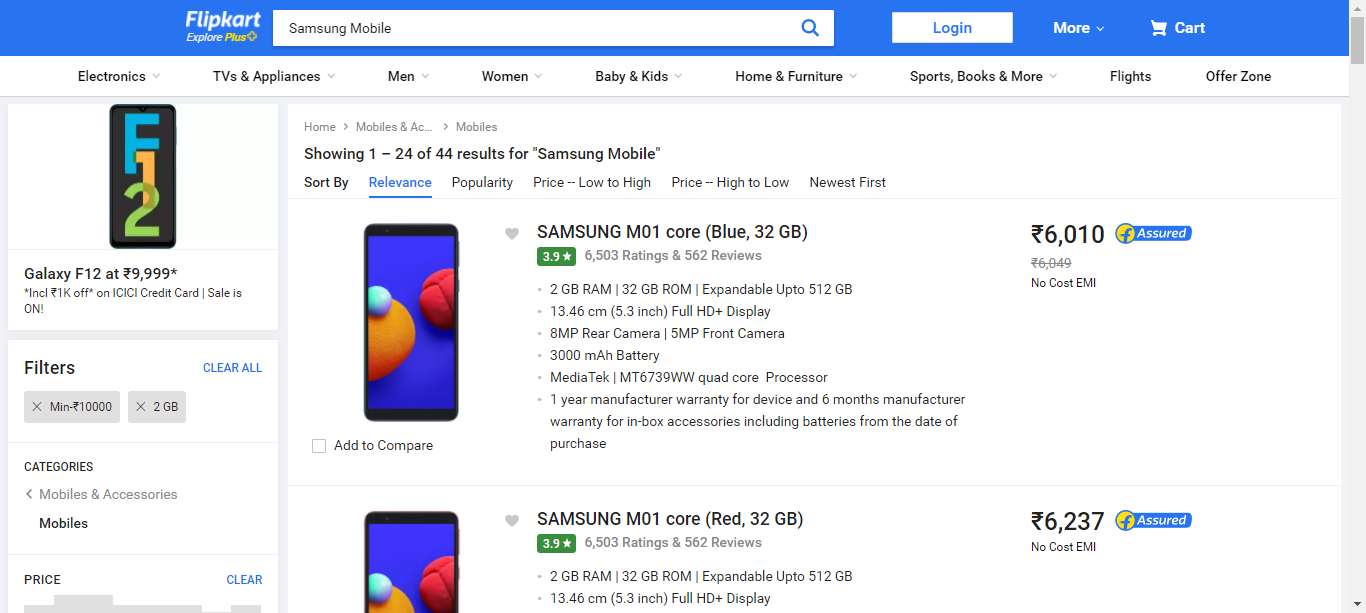 Flipkart
Explore Plus
Samsung Mobile
Login
More
Cart
Electronics
TVs & Appliances
Men
Women
Baby & Kids
Home & Furniture
Sports, Books & More
Flights
Offer Zone
F12
Galaxy F12 at ₹9,999*
*Incl ₹1K off* on ICICI Credit Card | Sale is
ON!
Filters
CLEAR ALL
Min-₹10000
2 GB
CATEGORIES
Mobiles & Accessories
Mobiles
PRICE
CLEAR
Home
Mobiles & Ac...
Mobiles
Showing 1 – 24 of 44 results for "Samsung Mobile"
Sort By
Relevance
Popularity
Price -- Low to High
Price -- High to Low
Newest First
SAMSUNG M01 core (Blue, 32 GB)
3.9 ★ 6,503 Ratings & 562 Reviews
2 GB RAM | 32 GB ROM | Expandable Upto 512 GB
13.46 cm (5.3 inch) Full HD+ Display
8MP Rear Camera | 5MP Front Camera
3000 mAh Battery
MediaTek | MT6739WW quad core Processor
1 year manufacturer warranty for device and 6 months manufacturer
warranty for in-box accessories including batteries from the date of
purchase
Add to Compare
₹6,010
Assured
₹6,049
No Cost EMI
SAMSUNG M01 core (Red, 32 GB)
3.9 ★ 6,503 Ratings & 562 Reviews
2 GB RAM | 32 GB ROM | Expandable Upto 512 GB
13.46 cm (5.3 inch) Full HD+ Display
₹6,237
Assured
No Cost EMI